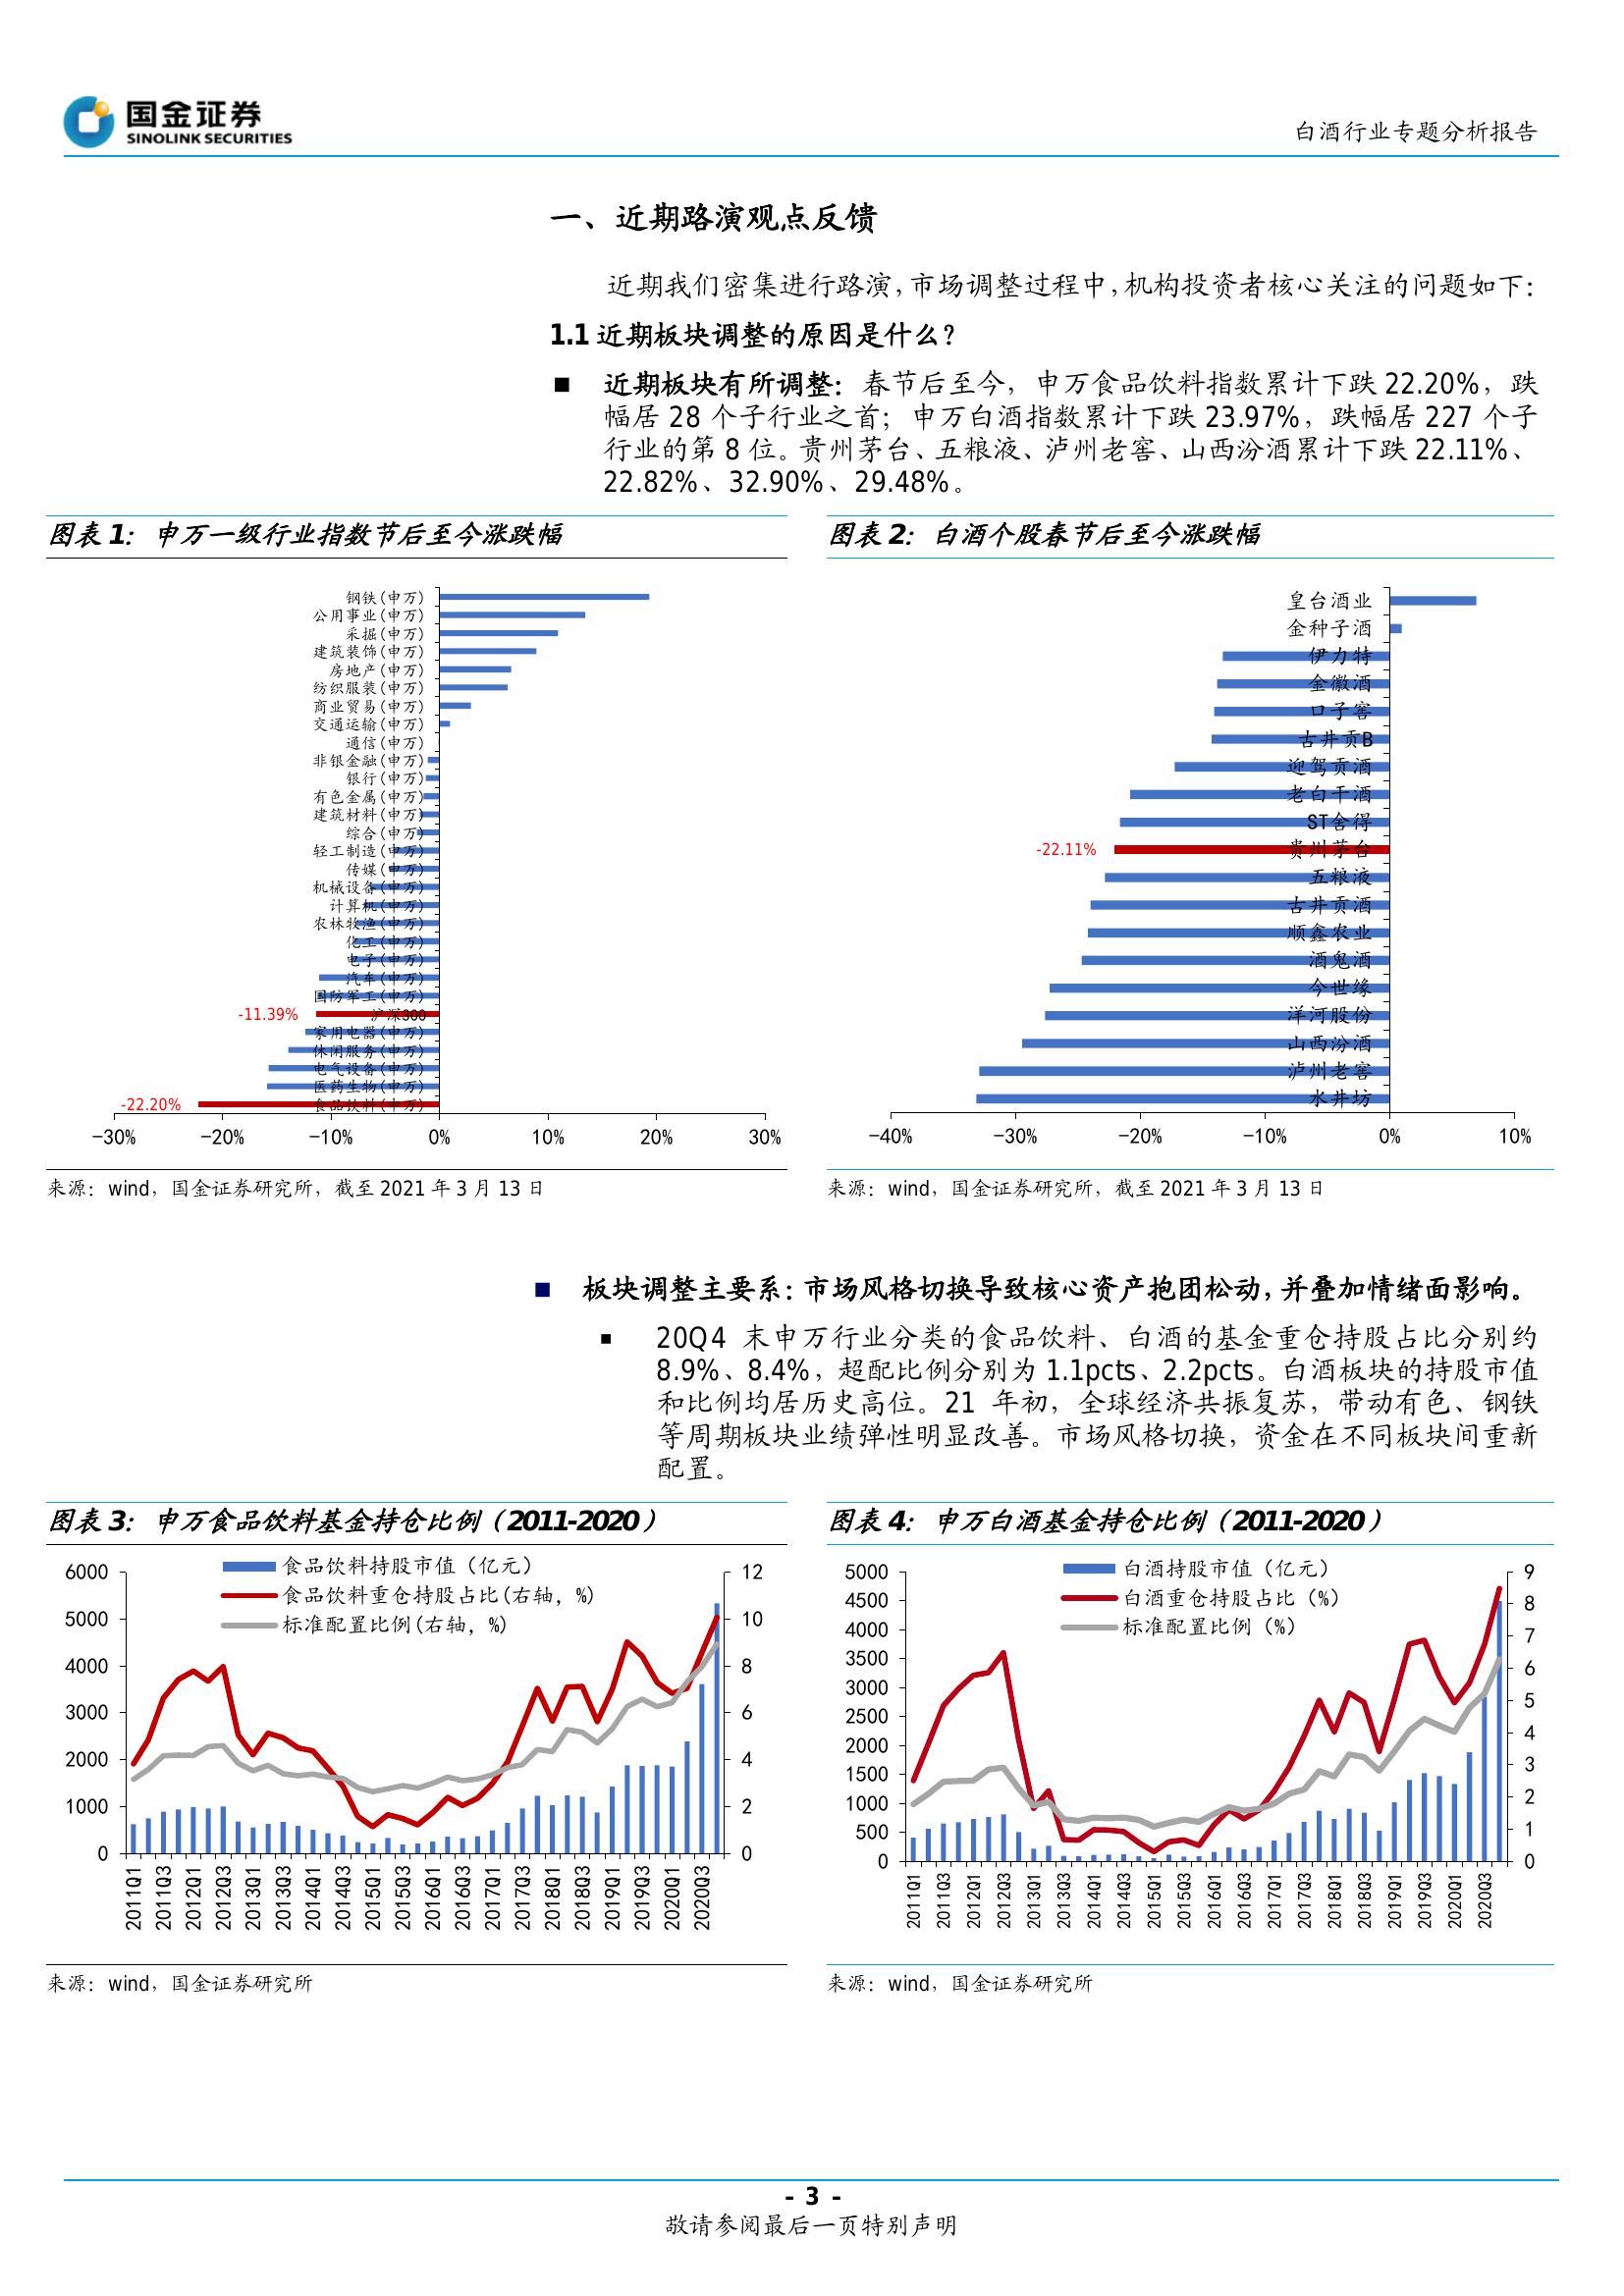 国金证券
SINOLINK SECURITIES
白酒行业专题分析报告
一、近期路演观点反馈
近期我们密集进行路演,市场调整过程中,机构投资者核心关注的问题如下:
1.1 近期板块调整的原因是什么?
■ 近期板块有所调整：春节后至今，申万食品饮料指数累计下跌 22.20%，跌
幅居 28 个子行业之首；申万白酒指数累计下跌 23.97%，跌幅居 227 个子
行业的第 8 位。贵州茅台、五粮液、泸州老窖、山西汾酒累计下跌 22.11%、
22.82%、32.90%、29.48%。
图表 1：申万一级行业指数节后至今涨跌幅
钢铁(申万)
公用事业(申万)
采掘(申万)
建筑装饰(申万)
房地产(申万)
纺织服装(申万)
商业贸易(申万)
交通运输(申万)
通信(申万)
非银金融(申万)
银行(申万)
有色金属(申万)
建筑材料(申万)
综合(申万)
轻工制造(申万)
传媒(申万)
机械设备(申万)
计算机(申万)
农林牧渔(申万)
化工(申万)
电子(申万)
汽车(申万)
国防军工(申万)
-11.39% 沪深300
家用电器(申万)
休闲服务(申万)
电气设备(申万)
医药生物(申万)
-22.20% 食品饮料(申万)
−30% −20% −10% 0% 10% 20% 30%
来源：wind，国金证券研究所，截至 2021 年 3 月 13 日
图表 2：白酒个股春节后至今涨跌幅
皇台酒业
金种子酒
伊力特
金徽酒
口子窖
古井贡B
迎驾贡酒
老白干酒
ST舍得
-22.11% 贵州茅台
五粮液
古井贡酒
顺鑫农业
酒鬼酒
今世缘
洋河股份
山西汾酒
泸州老窖
水井坊
−40% −30% −20% −10% 0% 10%
来源：wind，国金证券研究所，截至 2021 年 3 月 13 日
■ 板块调整主要系：市场风格切换导致核心资产抱团松动,并叠加情绪面影响。
▪ 20Q4 末申万行业分类的食品饮料、白酒的基金重仓持股占比分别约
8.9%、8.4%，超配比例分别为 1.1pcts、2.2pcts。白酒板块的持股市值
和比例均居历史高位。21 年初，全球经济共振复苏，带动有色、钢铁
等周期板块业绩弹性明显改善。市场风格切换，资金在不同板块间重新
配置。
图表 3：申万食品饮料基金持仓比例（2011-2020）
食品饮料持股市值（亿元）
食品饮料重仓持股占比(右轴，%)
标准配置比例(右轴，%)
6000
5000
4000
3000
2000
1000
0
12
10
8
6
4
2
0
2011Q1 2011Q3 2012Q1 2012Q3 2013Q1 2013Q3 2014Q1 2014Q3 2015Q1 2015Q3 2016Q1 2016Q3 2017Q1 2017Q3 2018Q1 2018Q3 2019Q1 2019Q3 2020Q1 2020Q3
来源：wind，国金证券研究所
图表 4：申万白酒基金持仓比例（2011-2020）
白酒持股市值（亿元）
白酒重仓持股占比（%）
标准配置比例（%）
5000
4500
4000
3500
3000
2500
2000
1500
1000
500
0
9
8
7
6
5
4
3
2
1
0
2011Q1 2011Q3 2012Q1 2012Q3 2013Q1 2013Q3 2014Q1 2014Q3 2015Q1 2015Q3 2016Q1 2016Q3 2017Q1 2017Q3 2018Q1 2018Q3 2019Q1 2019Q3 2020Q1 2020Q3
来源：wind，国金证券研究所
- 3 -
敬请参阅最后一页特别声明